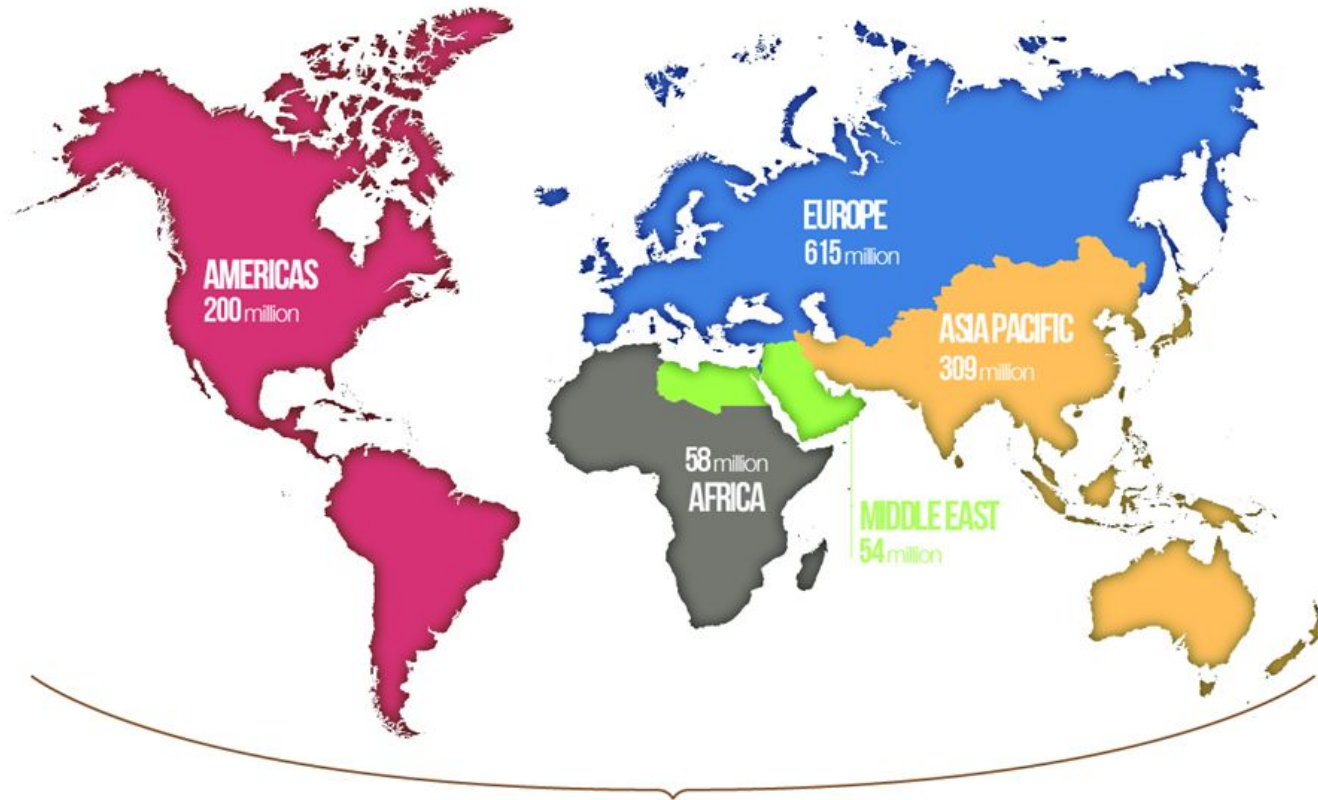 AMERICAS
200 million
EUROPE
615 million
ASIA PACIFIC
309 million
58 million
AFRICA
MIDDLE EAST
54 million